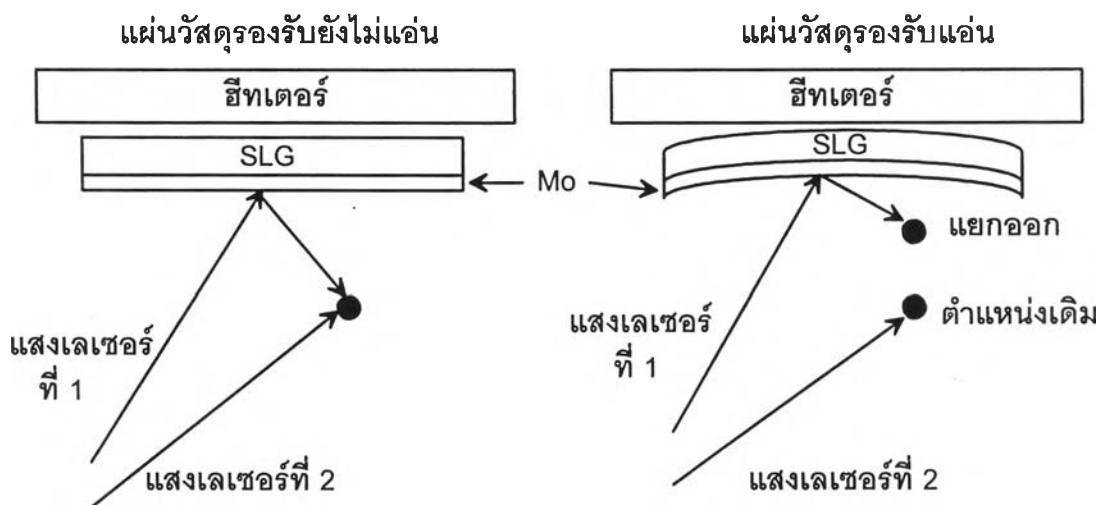 แผ่นวัสดุรองรับยังไม่แอ่น
ฮีทเตอร์
SLG
Mo
แสงเลเซอร์
ที่ 1
แสงเลเซอร์ที่ 2
แผ่นวัสดุรองรับแอ่น
ฮีทเตอร์
SLG
แยกออก
ตำแหน่งเดิม
แสงเลเซอร์
ที่ 1
แสงเลเซอร์ที่ 2